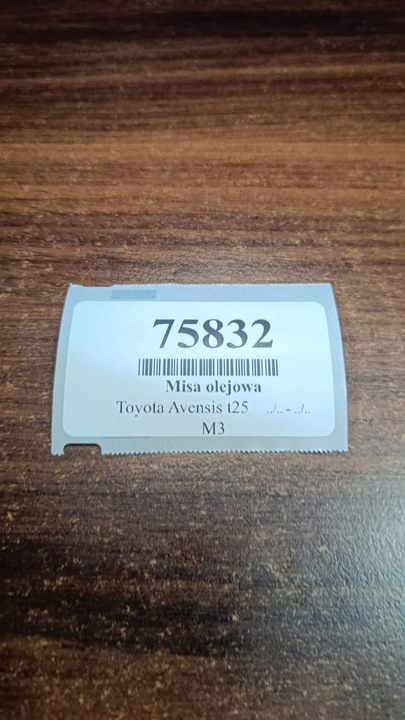 75832
Misa olejowa
Toyota Avensis t25 ../.. - ../..
M3